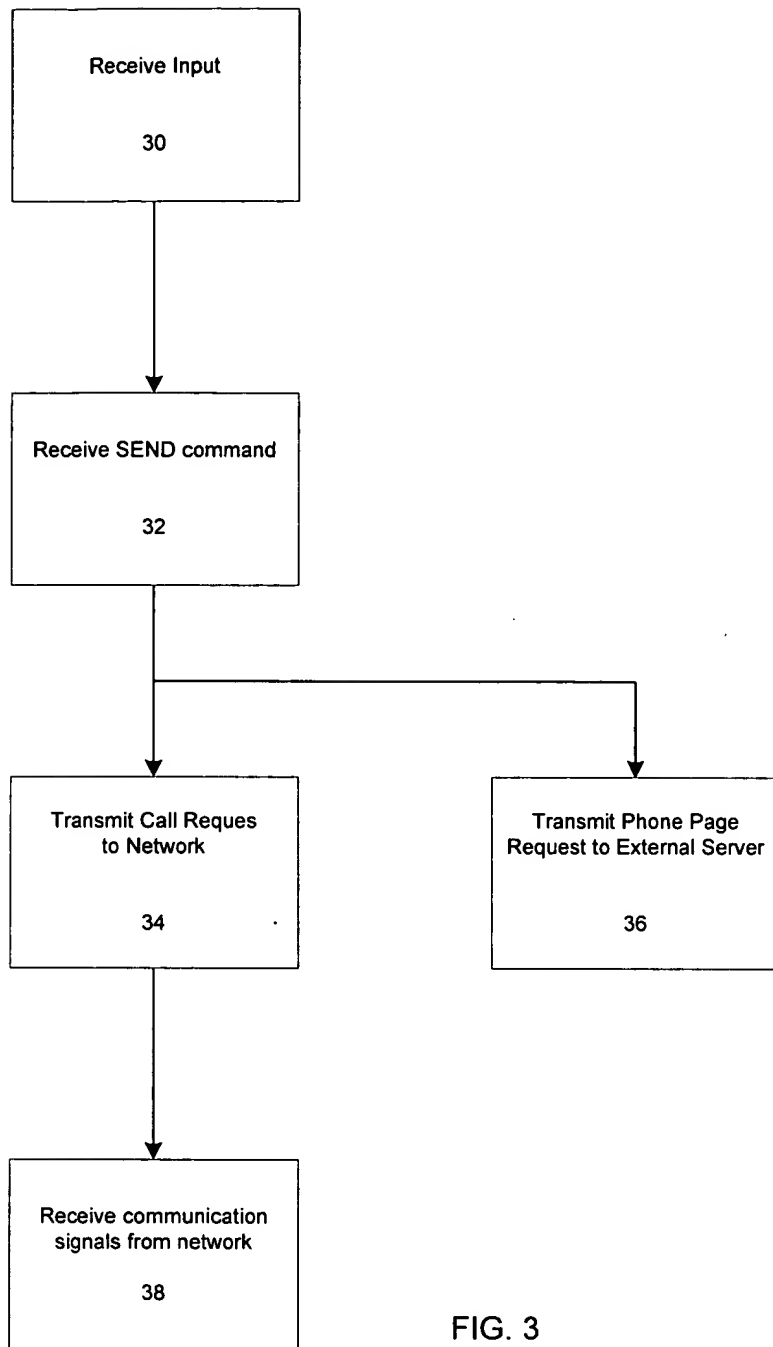 Receive Input
30
Receive SEND command
32
Transmit Call Reques
to Network
34
Transmit Phone Page
Request to External Server
36
Receive communication
signals from network
38
FIG. 3